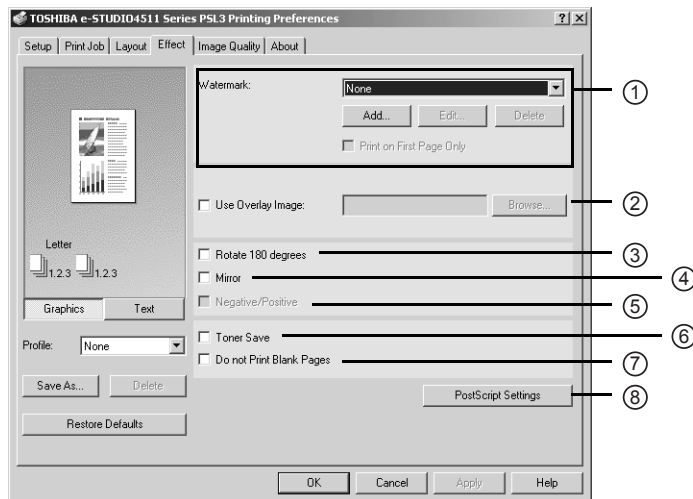 TOSHIBA e-STUDIO4511 Series PSL3 Printing Preferences
Setup Print Job Layout Effect Image Quality About
Watermark: None
①
Add... Edit... Delete
Print on First Page Only
Use Overlay Image: Browse...
②
Letter
1.2.3 1.2.3
Rotate 180 degrees
③
Mirror
④
Negative/Positive
⑤
Graphics Text
Toner Save
⑥
Profile: None
Do not Print Blank Pages
⑦
Save As... Delete
PostScript Settings
⑧
Restore Defaults
OK Cancel Apply Help